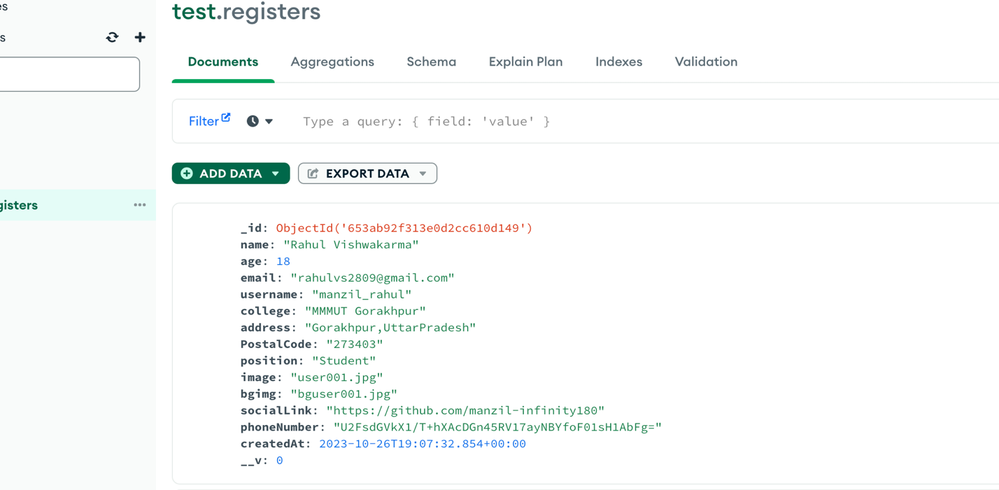 test.registers
es
s
Documents Aggregations Schema Explain Plan Indexes Validation
Filter Type a query: { field: 'value' }
ADD DATA EXPORT DATA
gisters
_id: ObjectId('653ab92f313e0d2cc610d149')
name: "Rahul Vishwakarma"
age: 18
email: "rahulvs2809@gmail.com"
username: "manzil_rahul"
college: "MMMUT Gorakhpur"
address: "Gorakhpur,UttarPradesh"
PostalCode: "273403"
position: "Student"
image: "user001.jpg"
bgimg: "bguser001.jpg"
socialLink: "https://github.com/manzil-infinity180"
phoneNumber: "U2FsdGVkX1/T+hXAcDGn45RV17ayNBYfoF01sH1AbFg="
createdAt: 2023-10-26T19:07:32.854+00:00
__v: 0